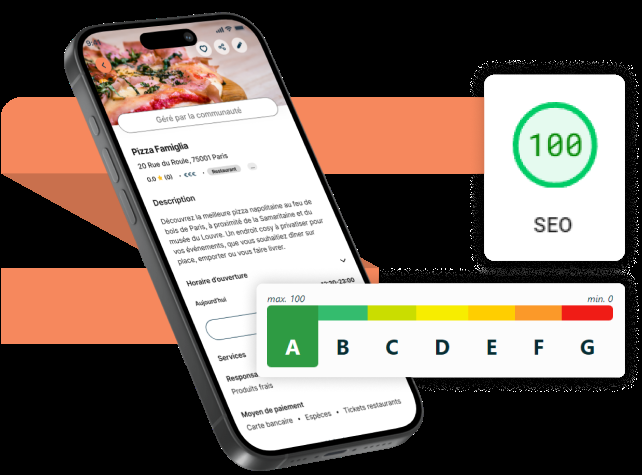 9:41
Géré par la communauté
Pizza Famiglia
20 Rue du Roule, 75001 Paris
0.0 ★ (0) • €€€ • Restaurant ...
Description
Découvrez la meilleure pizza napolitaine au feu de
bois de Paris, à proximité de la Samaritaine et du
musée du Louvre. Un endroit cosy à privatiser pour
vos événements, que vous souhaitiez dîner sur
place, emporter ou vous faire livrer.
Horaire d'ouverture
Aujourd'hui
Services
Responsa
Produits frais
Moyen de paiement
Carte bancaire • Espèces • Tickets restaurants
100
SEO
max. 100 min. 0
A B C D E F G